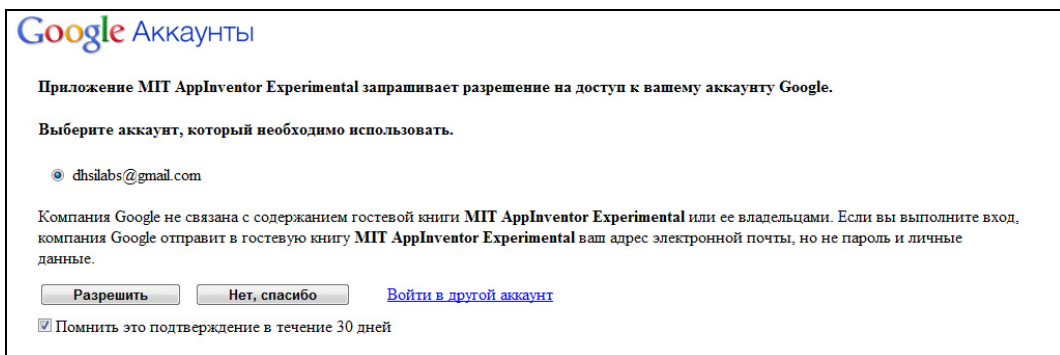 Google Аккаунты
Приложение MIT AppInventor Experimental запрашивает разрешение на доступ к вашему аккаунту Google.
Выберите аккаунт, который необходимо использовать.
dhsilabs@gmail.com
Компания Google не связана с содержанием гостевой книги MIT AppInventor Experimental или ее владельцами. Если вы выполните вход,
компания Google отправит в гостевую книгу MIT AppInventor Experimental ваш адрес электронной почты, но не пароль и личные
данные.
Разрешить Нет, спасибо Войти в другой аккаунт
Помнить это подтверждение в течение 30 дней